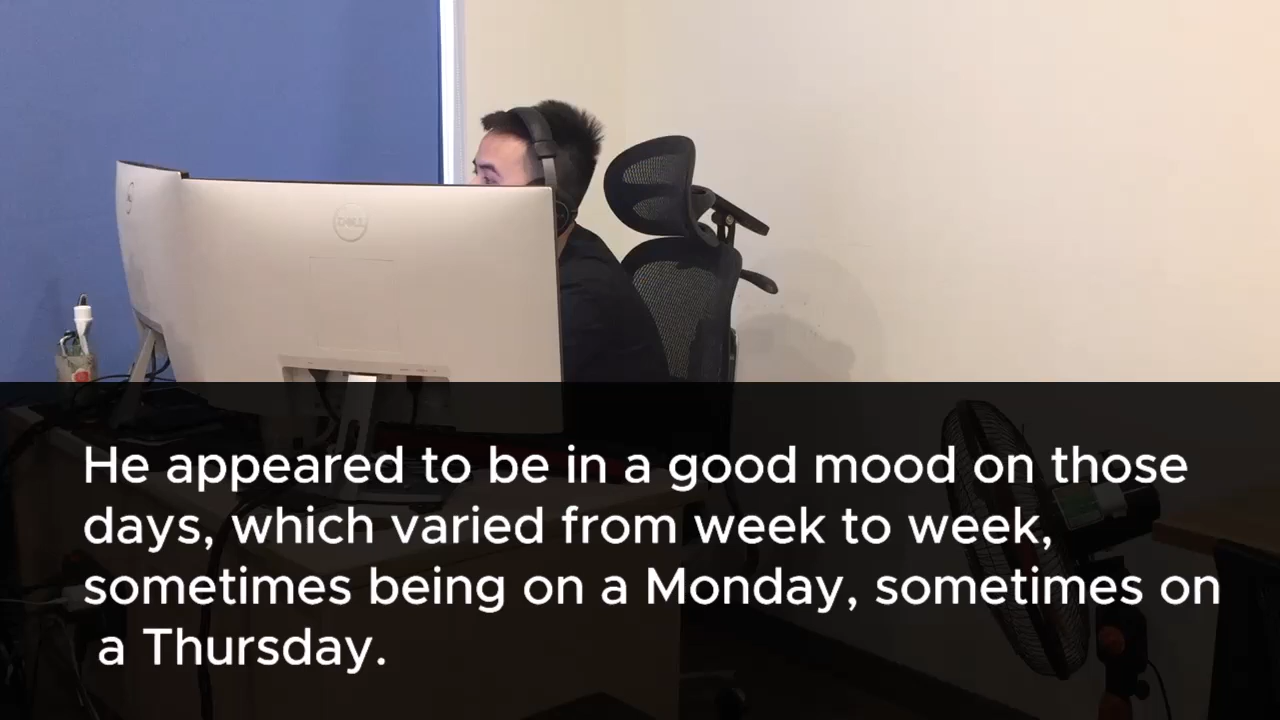 DELL
He appeared to be in a good mood on those
days, which varied from week to week,
sometimes being on a Monday, sometimes on
a Thursday.